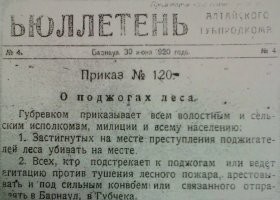 БЮЛЛЕТЕНЬ
АЛТАЙСКОГО
ГУБПРОДКОМА
№ 4.
Барнаул, 30 июня 1920 года.
№ 4
Приказ № 120.
О поджогах леса.
Губревком приказывает всем волостным и сель-
ским исполкомам, милиции и всему населению:
1. Застигнутых на месте преступления поджигате-
лей леса убивать на месте.
2. Всех, кто подстрекает к поджогам или ведет
агитацию против тушения лесного пожара, арестовы-
вать и под сильным конвоем или связанного отпра-
влять в Барнаул, в Губчека.